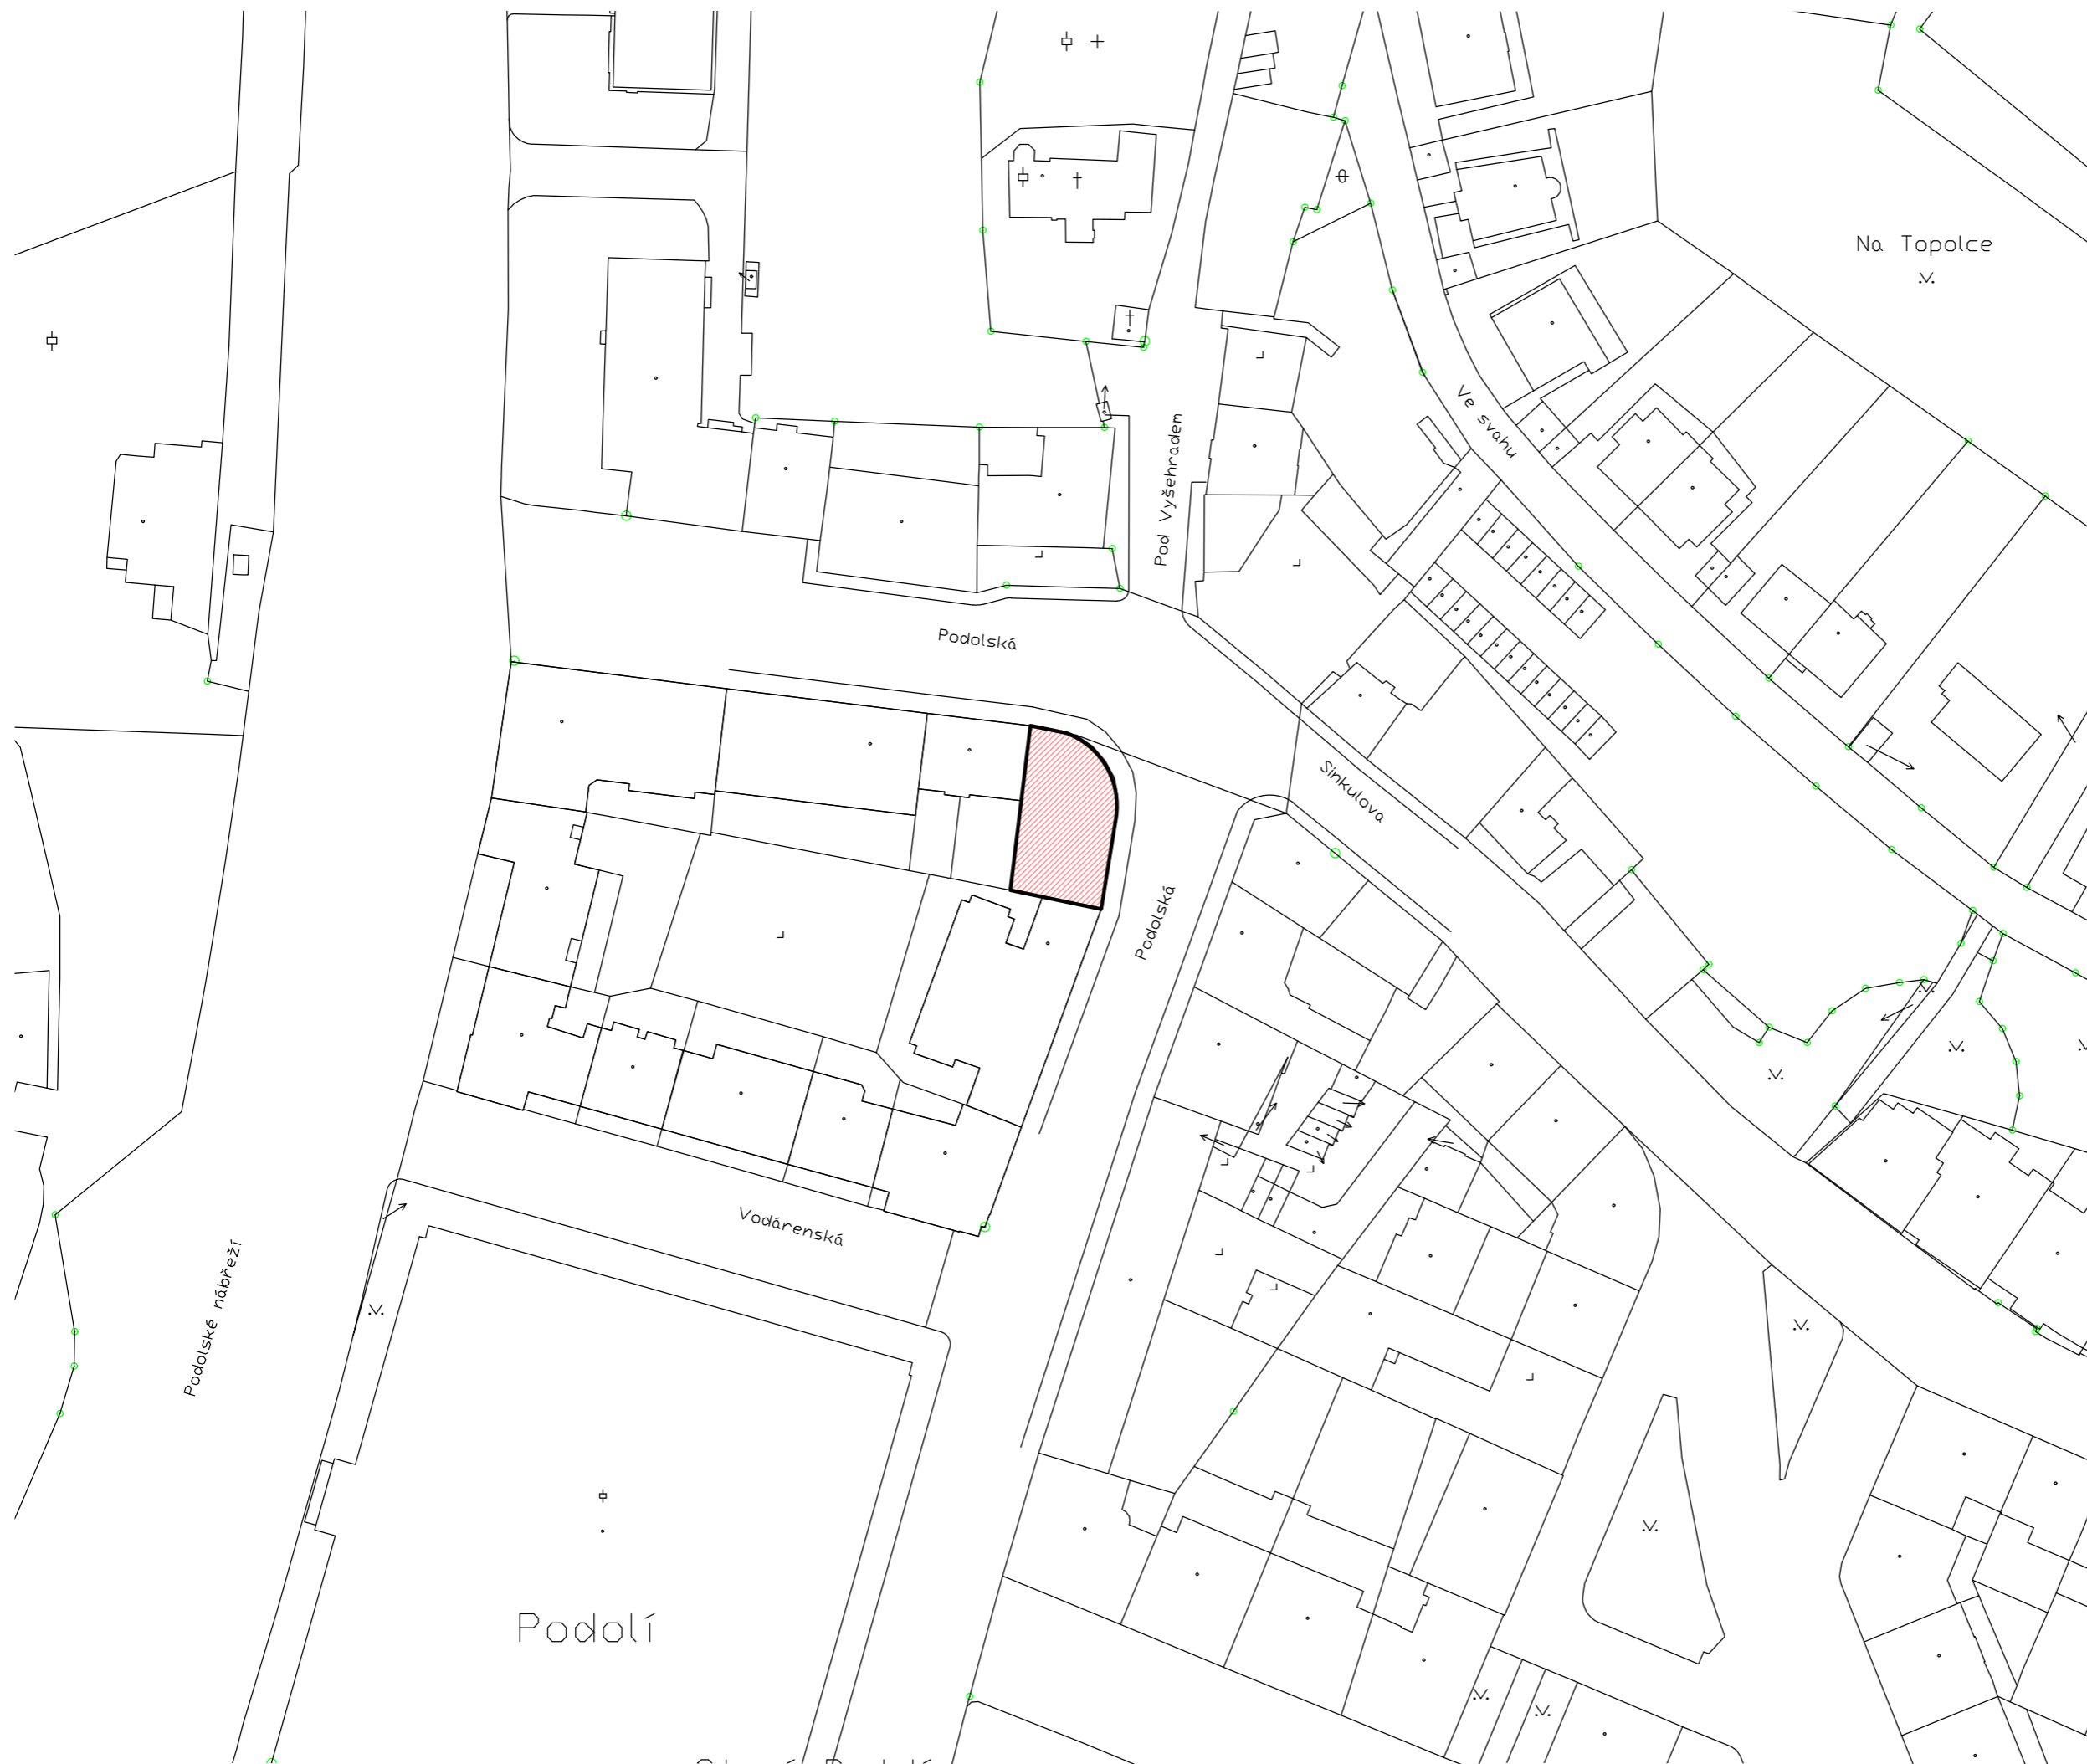 Na Topolce
Ve svahu
Pod Vyšehradem
Podolská
Sinkulova
Podolská
Vodárenská
Podolské nábřeží
Podolí